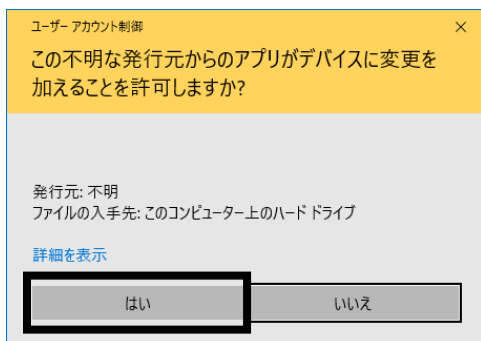 ユーザー アカウント制御
この不明な発行元からのアプリがデバイスに変更を
加えることを許可しますか?
発行元: 不明
ファイルの入手先: このコンピューター上のハード ドライブ
詳細を表示
はい
いいえ